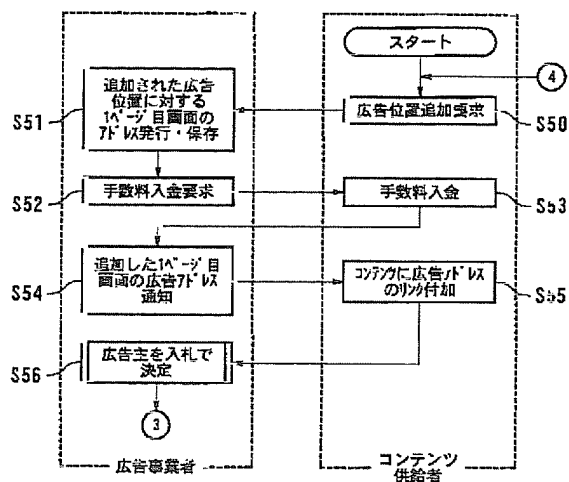 スタート
④
広告位置追加要求
S50
追加された広告
位置に対する
1ページ目画面の
アドレス発行・保存
S51
手数料入金要求
S52
手数料入金
S53
追加した1ページ目
画面の広告アドレス
通知
S54
コンテンツに広告アドレス
のリンク付加
S55
広告主を入札で
決定
S56
③
広告事業者
コンテンツ
供給者